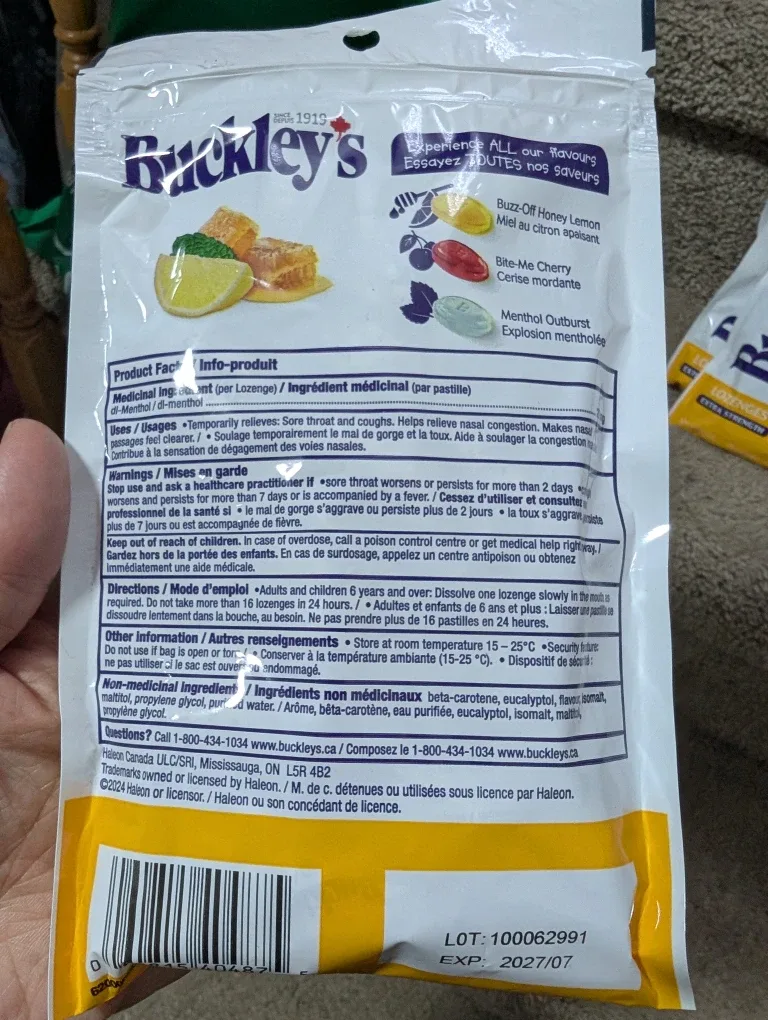 SINCE DEPUIS 1919
Buckley's
Experience ALL our flavours
Essayez TOUTES nos saveurs
Buzz-Off Honey Lemon
Miel au citron apaisant
Bite-Me Cherry
Cerise mordante
Menthol Outburst
Explosion mentholée
Product / Info-produit
Medicinal (per Lozenge) / Ingrédient médicinal (par pastille)
dl-Menthol / dl-menthol
Uses / Usages •Temporarily relieves: Sore throat and coughs. Helps relieve nasal congestion. Makes nasal
passages feel clearer. / • Soulage temporairement le mal de gorge et la toux. Aide à soulager la congestion
Contribue à la sensation de dégagement des voies nasales.
Warnings / Mises en garde
Stop use and ask a healthcare practitioner if •sore throat worsens or persists for more than 2 days •
worsens and persists for more than 7 days or is accompanied by a fever. / Cessez d'utiliser et consultez
professionnel de la santé si • le mal de gorge s'aggrave ou persiste plus de 2 jours • la toux s'aggrave persiste
plus de 7 jours ou est accompagnée de fièvre.
Keep out of reach of children. In case of overdose, call a poison control centre or get medical help right away. /
Gardez hors de la portée des enfants. En cas de surdosage, appelez un centre antipoison ou obtenez
immédiatement une aide médicale.
Directions / Mode d'emploi •Adults and children 6 years and over: Dissolve one lozenge slowly in the mouth as
required. Do not take more than 16 lozenges in 24 hours. / • Adultes et enfants de 6 ans et plus : Laisser une pastille se
dissoudre lentement dans la bouche, au besoin. Ne pas prendre plus de 16 pastilles en 24 heures.
Other Information / Autres renseignements • Store at room temperature 15 – 25°C •Security feature:
Do not use if bag is open or torn. / • Conserver à la température ambiante (15-25 °C). • Dispositif de sécurité :
ne pas utiliser si le sac est ouvert ou endommagé.
Non-medicinal Ingredients / Ingrédients non médicinaux beta-carotene, eucalyptol, flavour, isomalt,
maltitol, propylene glycol, purified water. / Arôme, bêta-carotène, eau purifiée, eucalyptol, isomalt, maltitol,
propylène glycol.
Questions? Call 1-800-434-1034 www.buckleys.ca / Composez le 1-800-434-1034 www.buckleys.ca
Haleon Canada ULC/SRI, Mississauga, ON L5R 4B2
Trademarks owned or licensed by Haleon. / M. de c. détenues ou utilisées sous licence par Haleon.
©2024 Haleon or licensor. / Haleon ou son concédant de licence.
LOT: 100062991
EXP: 2027/07
LOZENGES
EXTRA STRENGTH